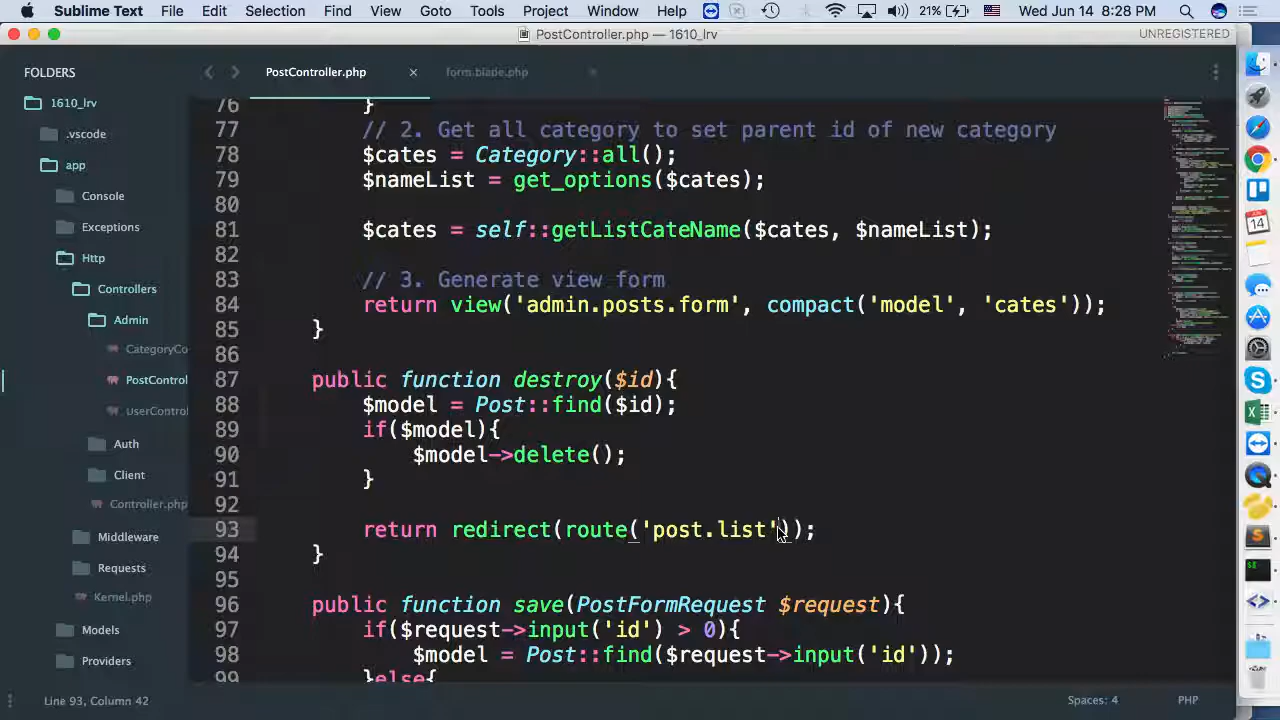 Sublime Text File Edit Selection Find View Goto Tools Project Window Help 21% Wed Jun 14 8:28 PM
PostController.php — 1610_lrv UNREGISTERED
FOLDERS
1610_lrv
.vscode
app
Console
Exceptions
Http
Controllers
Admin
CategoryCo
PostControl
userControl
Auth
Client
Controller.php
Middleware
Requests
Kernel.php
Models
Providers
PostController.php × form.blade.php
76 }
77 // 2. Get all category to set parent id of new category
78 $cates = Category::all();
79 $nameList = get_options($cates);
80
81 $cates = self::getListCateName($cates, $nameList);
82
83 // 3. Generate view form
84 return view('admin.posts.form', compact('model', 'cates'));
85 }
86
87 public function destroy($id){
88 $model = Post::find($id);
89 if($model){
90 $model->delete();
91 }
92
93 return redirect(route('post.list'));
94 }
95
96 public function save(PostFormRequest $request){
97 if($request->input('id') > 0){
98 $model = Post::find($request->input('id'));
99 }else{
Line 93, Column 42 Spaces: 4 PHP
JUN
14